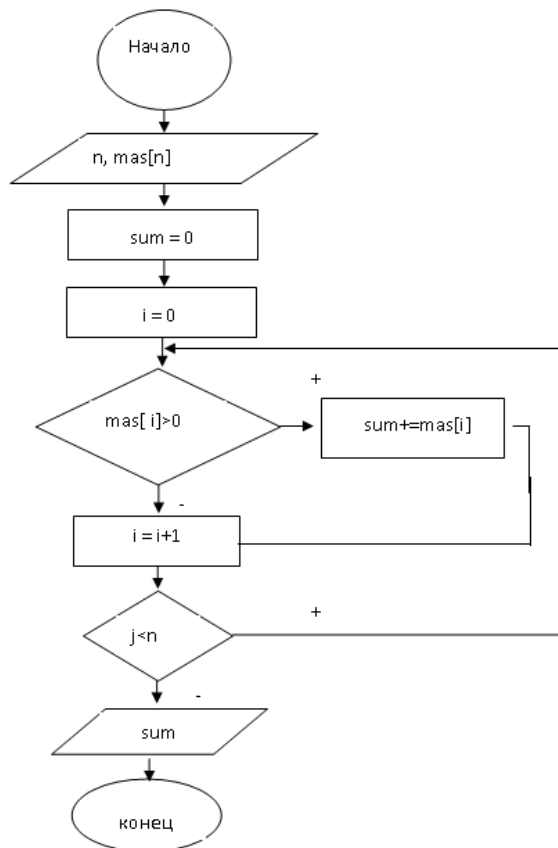 Начало
n, mas[n]
sum = 0
i = 0
+
mas[ i]>0
sum+=mas[i]
-
i = i+1
+
j<n
-
sum
конец